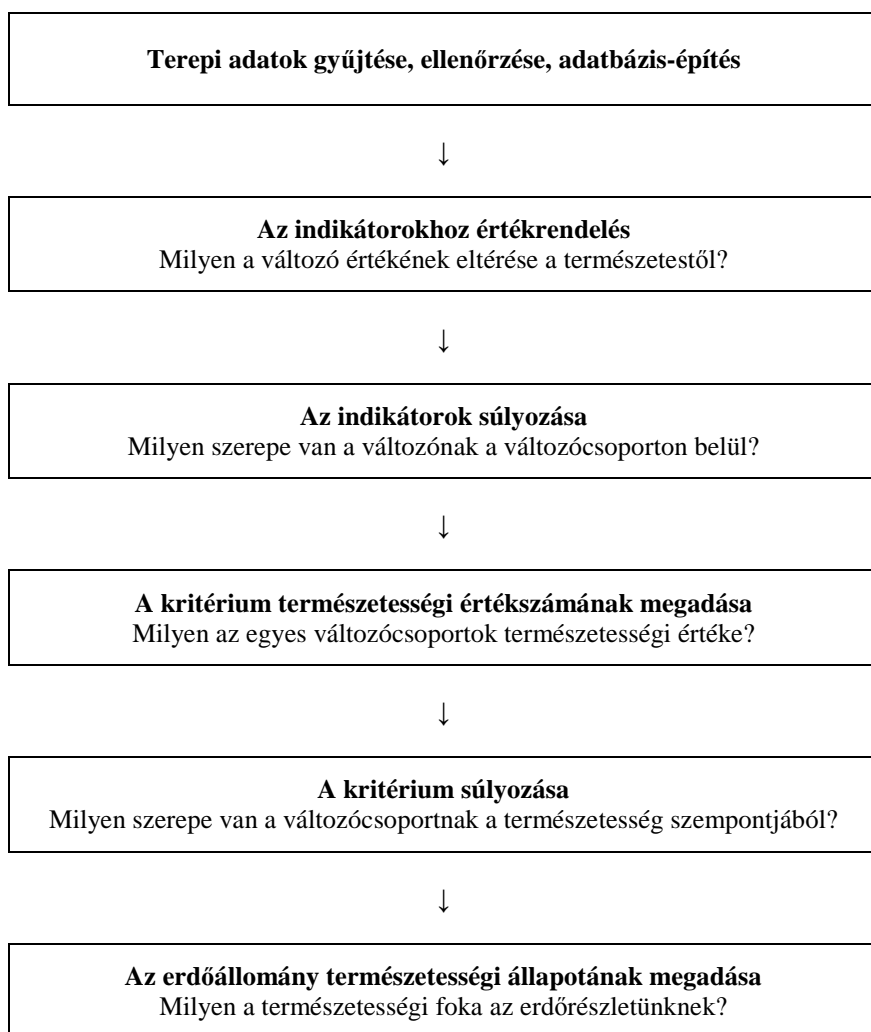 Terepi adatok gyűjtése, ellenőrzése, adatbázis-építés
↓
Az indikátorokhoz értékrendelés
Milyen a változó értékének eltérése a természetestől?
↓
Az indikátorok súlyozása
Milyen szerepe van a változónak a változócsoporton belül?
↓
A kritérium természetességi értékszámának megadása
Milyen az egyes változócsoportok természetességi értéke?
↓
A kritérium súlyozása
Milyen szerepe van a változócsoportnak a természetesség szempontjából?
↓
Az erdőállomány természetességi állapotának megadása
Milyen a természetességi foka az erdőrészletünknek?